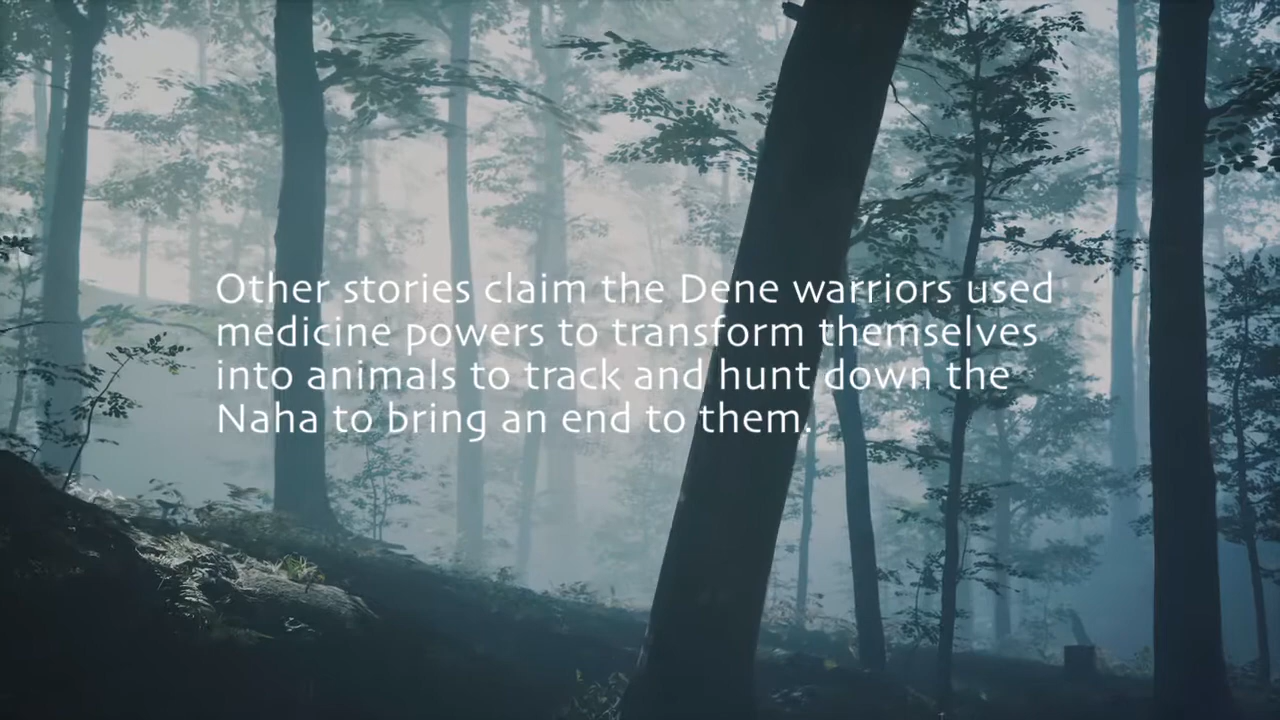 Other stories claim the Dene warriors used
medicine powers to transform themselves
into animals to track and hunt down the
Naha to bring an end to them.